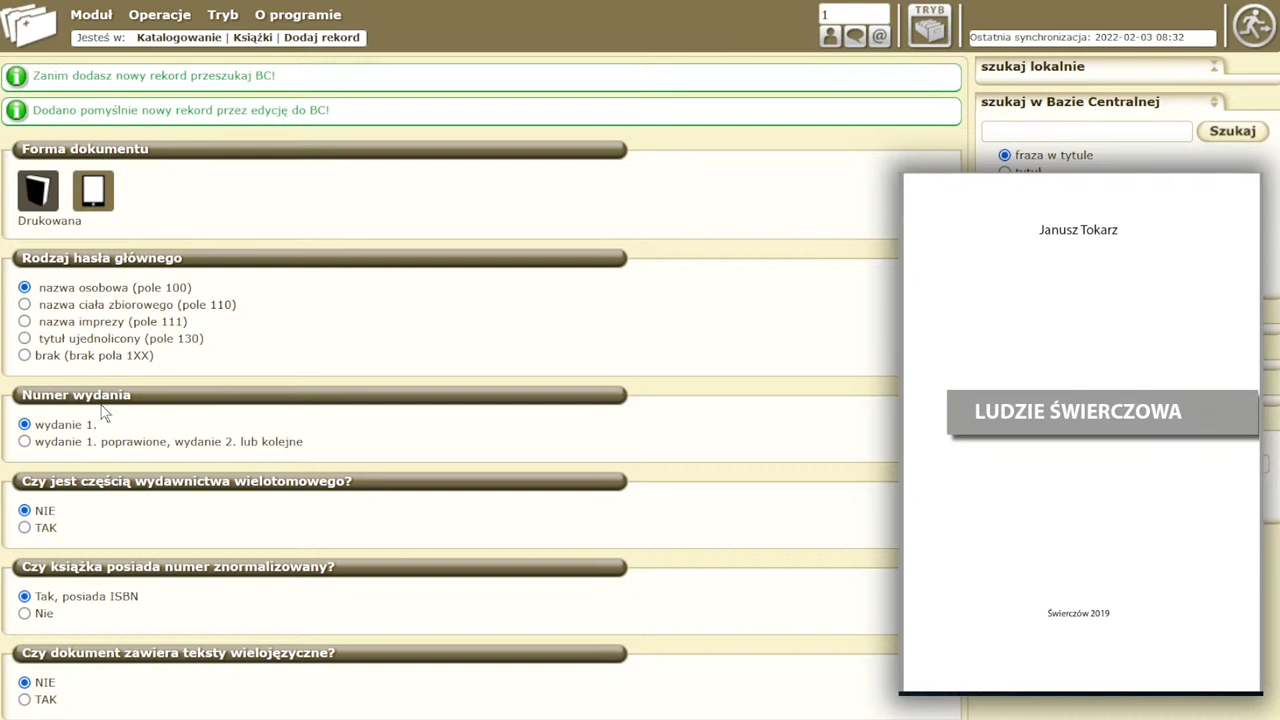 Moduł Operacje Tryb O programie
Jesteś w: Katalogowanie | Książki | Dodaj rekord
1
@
TRYB
Ostatnia synchronizacja: 2022-02-03 08:32
Zanim dodasz nowy rekord przeszukaj BC!
Dodano pomyślnie nowy rekord przez edycję do BC!
Forma dokumentu
Drukowana
Rodzaj hasła głównego
nazwa osobowa (pole 100)
nazwa ciała zbiorowego (pole 110)
nazwa imprezy (pole 111)
tytuł ujednolicony (pole 130)
brak (brak pola 1XX)
Numer wydania
wydanie 1.
wydanie 1. poprawione, wydanie 2. lub kolejne
Czy jest częścią wydawnictwa wielotomowego?
NIE
TAK
Czy książka posiada numer znormalizowany?
Tak, posiada ISBN
Nie
Czy dokument zawiera teksty wielojęzyczne?
NIE
TAK
szukaj lokalnie
szukaj w Bazie Centralnej
Szukaj
fraza w tytule
tytuł
Janusz Tokarz
LUDZIE ŚWIERCZOWA
Świerczów 2019